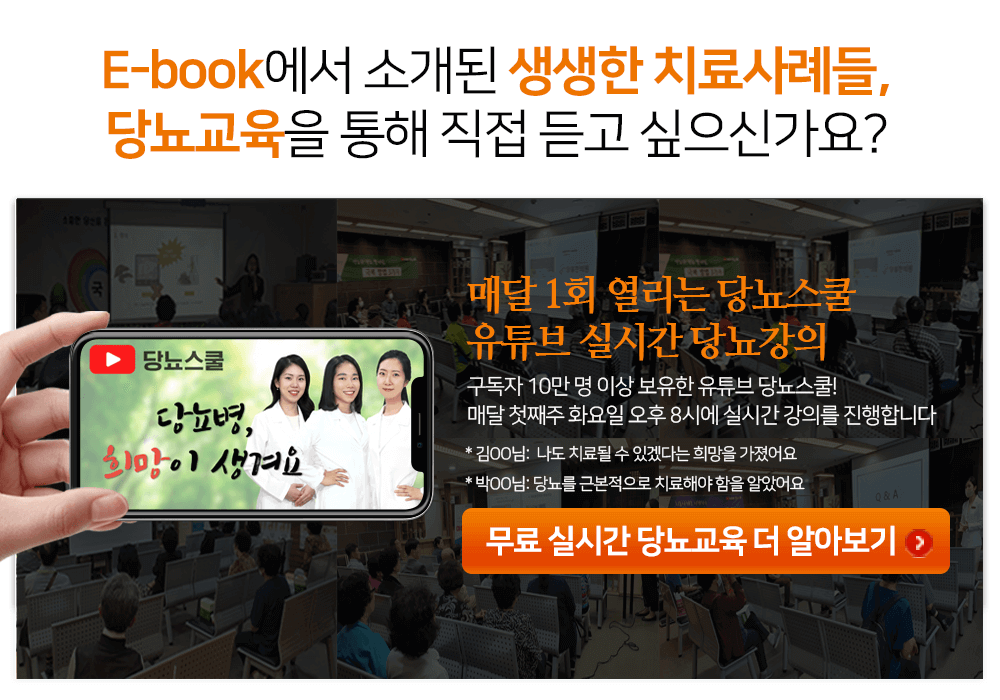 E-book에서 소개된 생생한 치료사례들,
당뇨교육을 통해 직접 듣고 싶으신가요?
매달 1회 열리는 당뇨스쿨
유튜브 실시간 당뇨강의
당뇨스쿨
당뇨병,
희망이 생겨요
구독자 10만 명 이상 보유한 유튜브 당뇨스쿨!
매달 첫째주 화요일 오후 8시에 실시간 강의를 진행합니다
* 김OO님: 나도 치료될 수 있겠다는 희망을 가졌어요
* 박OO님: 당뇨를 근본적으로 치료해야 함을 알았어요
Q & A
무료 실시간 당뇨교육 더 알아보기